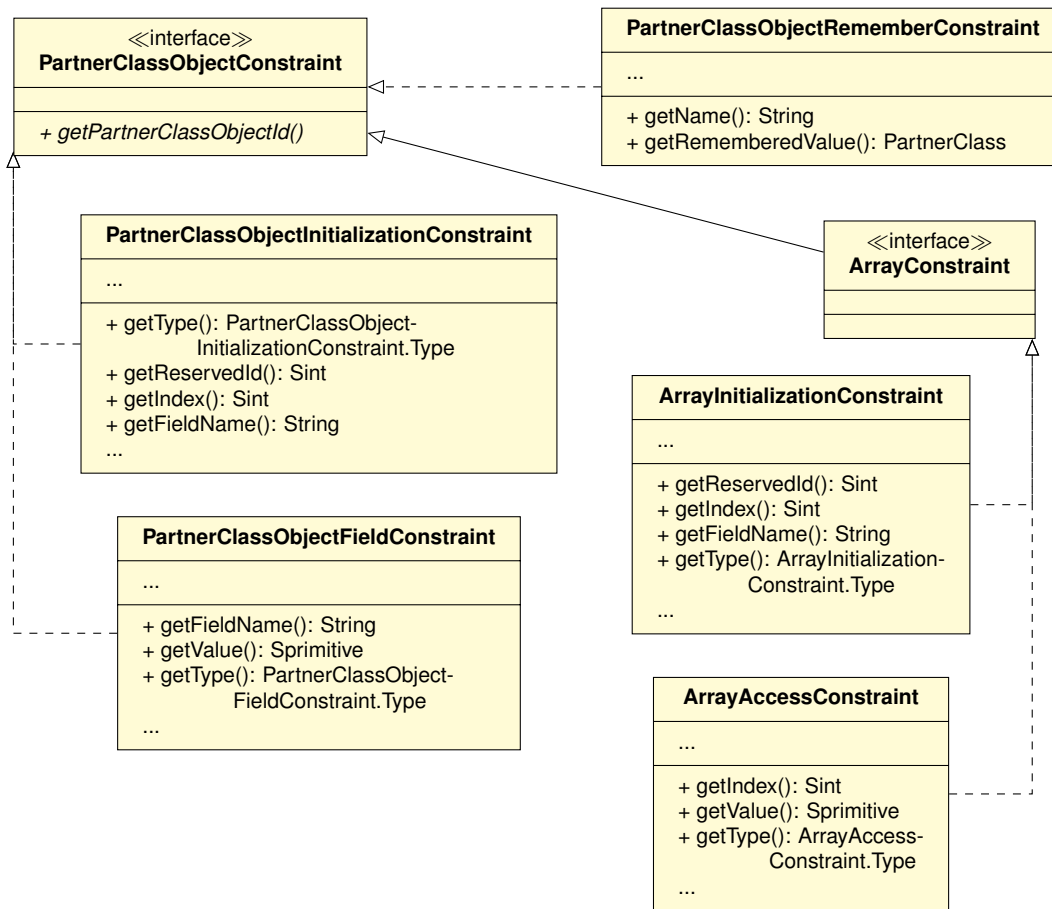 ≪interface≫
PartnerClassObjectConstraint
+ getPartnerClassObjectId()
PartnerClassObjectRememberConstraint
...
+ getName(): String
+ getRememberedValue(): PartnerClass
PartnerClassObjectInitializationConstraint
...
+ getType(): PartnerClassObject-
InitializationConstraint.Type
+ getReservedId(): Sint
+ getIndex(): Sint
+ getFieldName(): String
...
≪interface≫
ArrayConstraint
ArrayInitializationConstraint
...
+ getReservedId(): Sint
+ getIndex(): Sint
+ getFieldName(): String
+ getType(): ArrayInitialization-
Constraint.Type
...
PartnerClassObjectFieldConstraint
...
+ getFieldName(): String
+ getValue(): Sprimitive
+ getType(): PartnerClassObject-
FieldConstraint.Type
...
ArrayAccessConstraint
...
+ getIndex(): Sint
+ getValue(): Sprimitive
+ getType(): ArrayAccess-
Constraint.Type
...